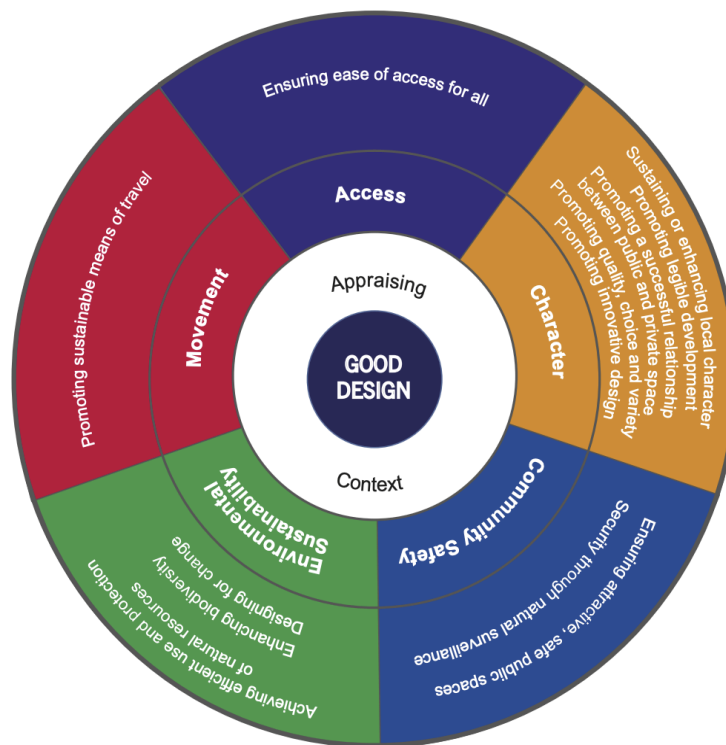 Ensuring ease of access for all
Access
Sustaining or enhancing local character
Promoting legible development
Promoting a successful relationship
between public and private space
Promoting quality, choice and variety
Promoting innovative design
Character
Community Safety
Ensuring attractive, safe public spaces
Security through natural surveillance
Environmental
Sustainability
Achieving efficient use and protection
of natural resources
Enhancing biodiversity
Designing for change
Movement
Promoting sustainable means of travel
Appraising
GOOD
DESIGN
Context